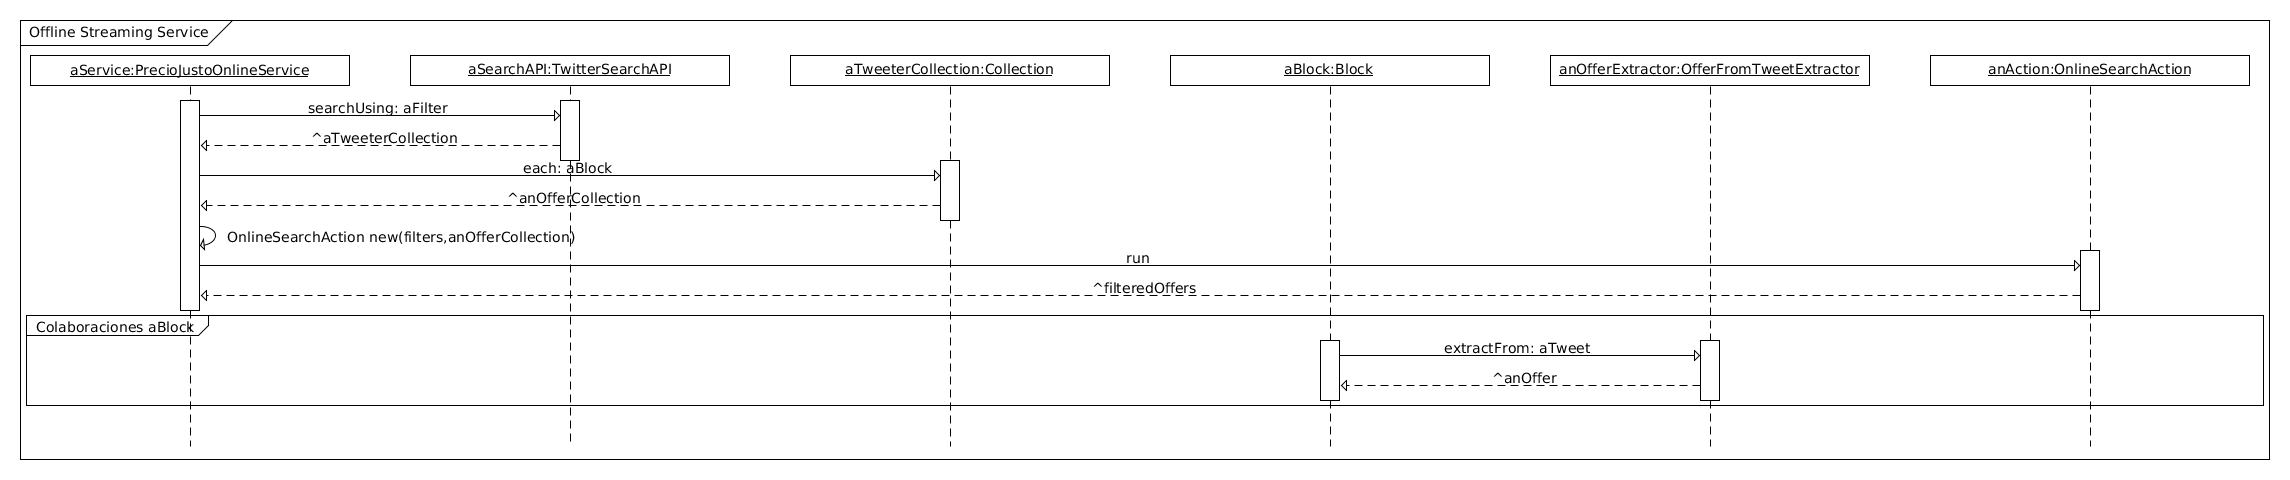 Offline Streaming Service
aService:PrecioJustoOnlineService
aSearchAPI:TwitterSearchAPI
aTweeterCollection:Collection
aBlock:Block
anOfferExtractor:OfferFromTweetExtractor
anAction:OnlineSearchAction
searchUsing: aFilter
^aTweeterCollection
each: aBlock
^anOfferCollection
OnlineSearchAction new(filters,anOfferCollection)
run
^filteredOffers
Colaboraciones aBlock
extractFrom: aTweet
^anOffer